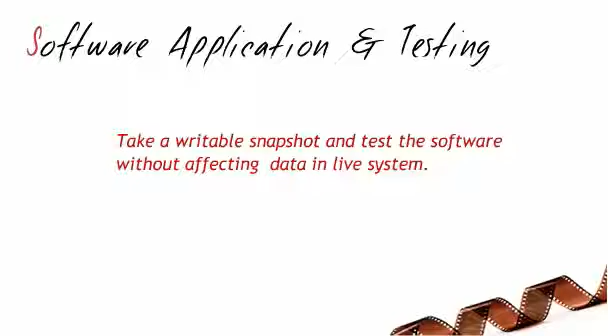 Software Application & Testing
Take a writable snapshot and test the software
without affecting data in live system.